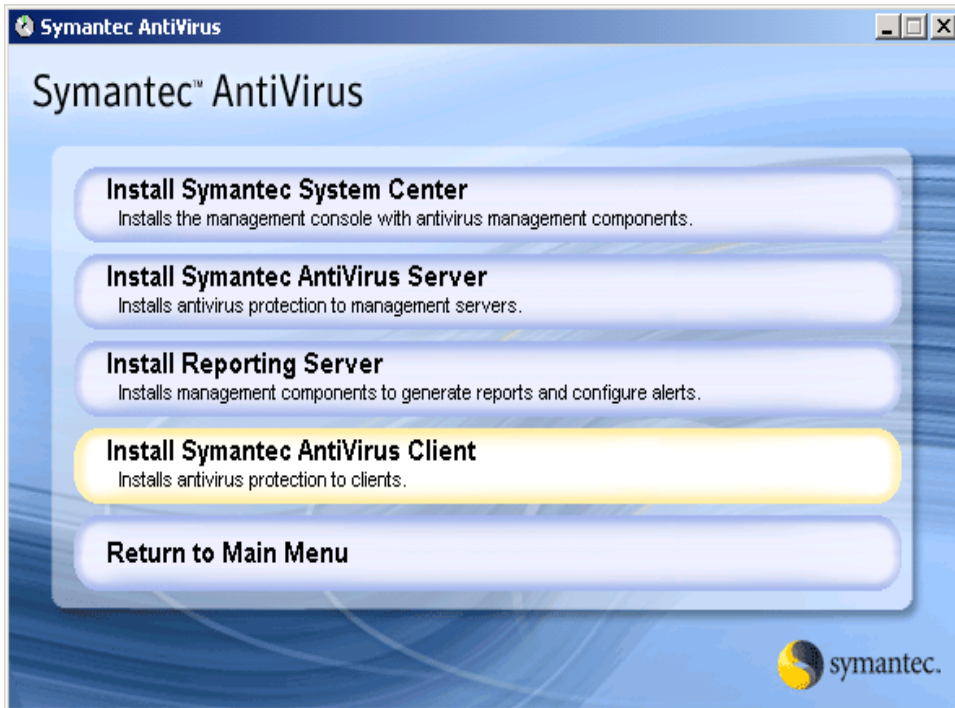 Symantec AntiVirus
Symantec™ AntiVirus
Install Symantec System Center
Installs the management console with antivirus management components.
Install Symantec AntiVirus Server
Installs antivirus protection to management servers.
Install Reporting Server
Installs management components to generate reports and configure alerts.
Install Symantec AntiVirus Client
Installs antivirus protection to clients.
Return to Main Menu
symantec.